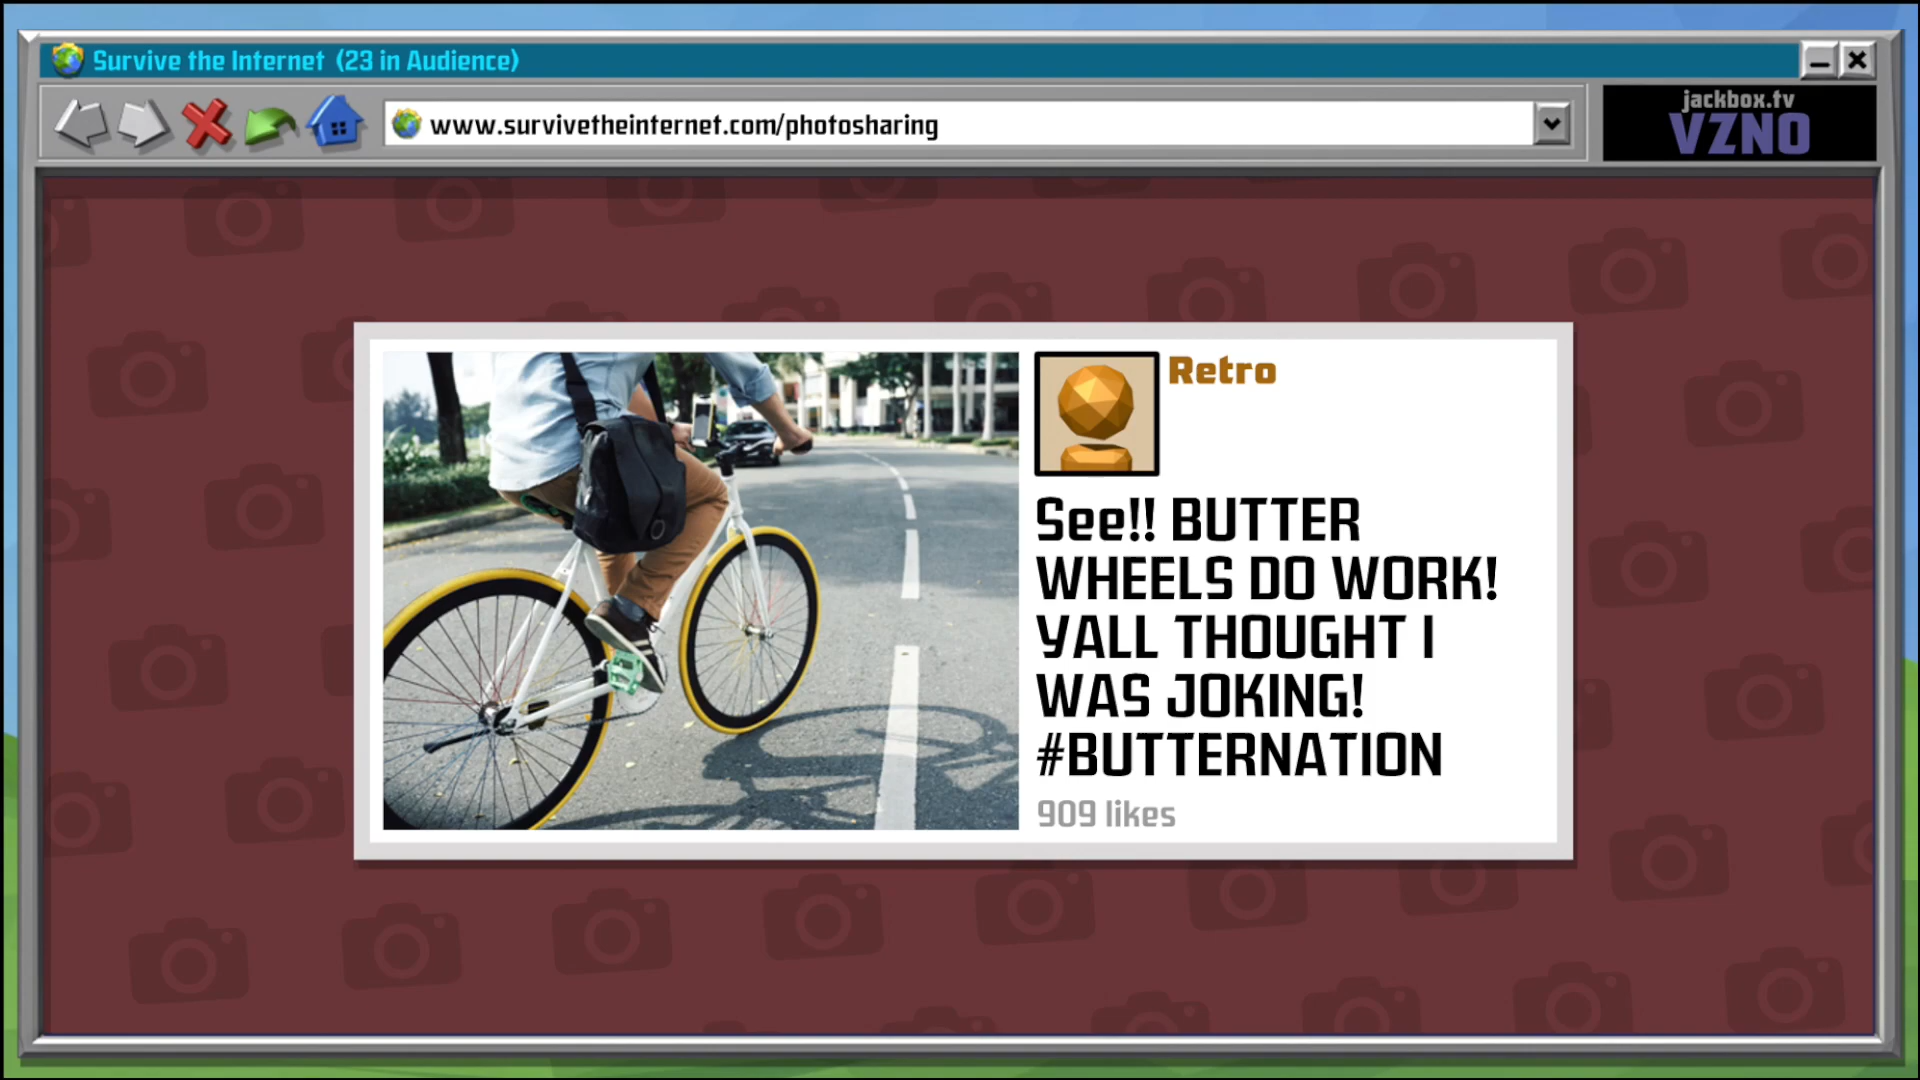 Survive the Internet (23 in Audience)
www.survivetheinternet.com/photosharing
jackbox.tv
VZNO
Retro
See!! BUTTER
WHEELS DO WORK!
YALL THOUGHT I
WAS JOKING!
#BUTTERNATION
909 likes